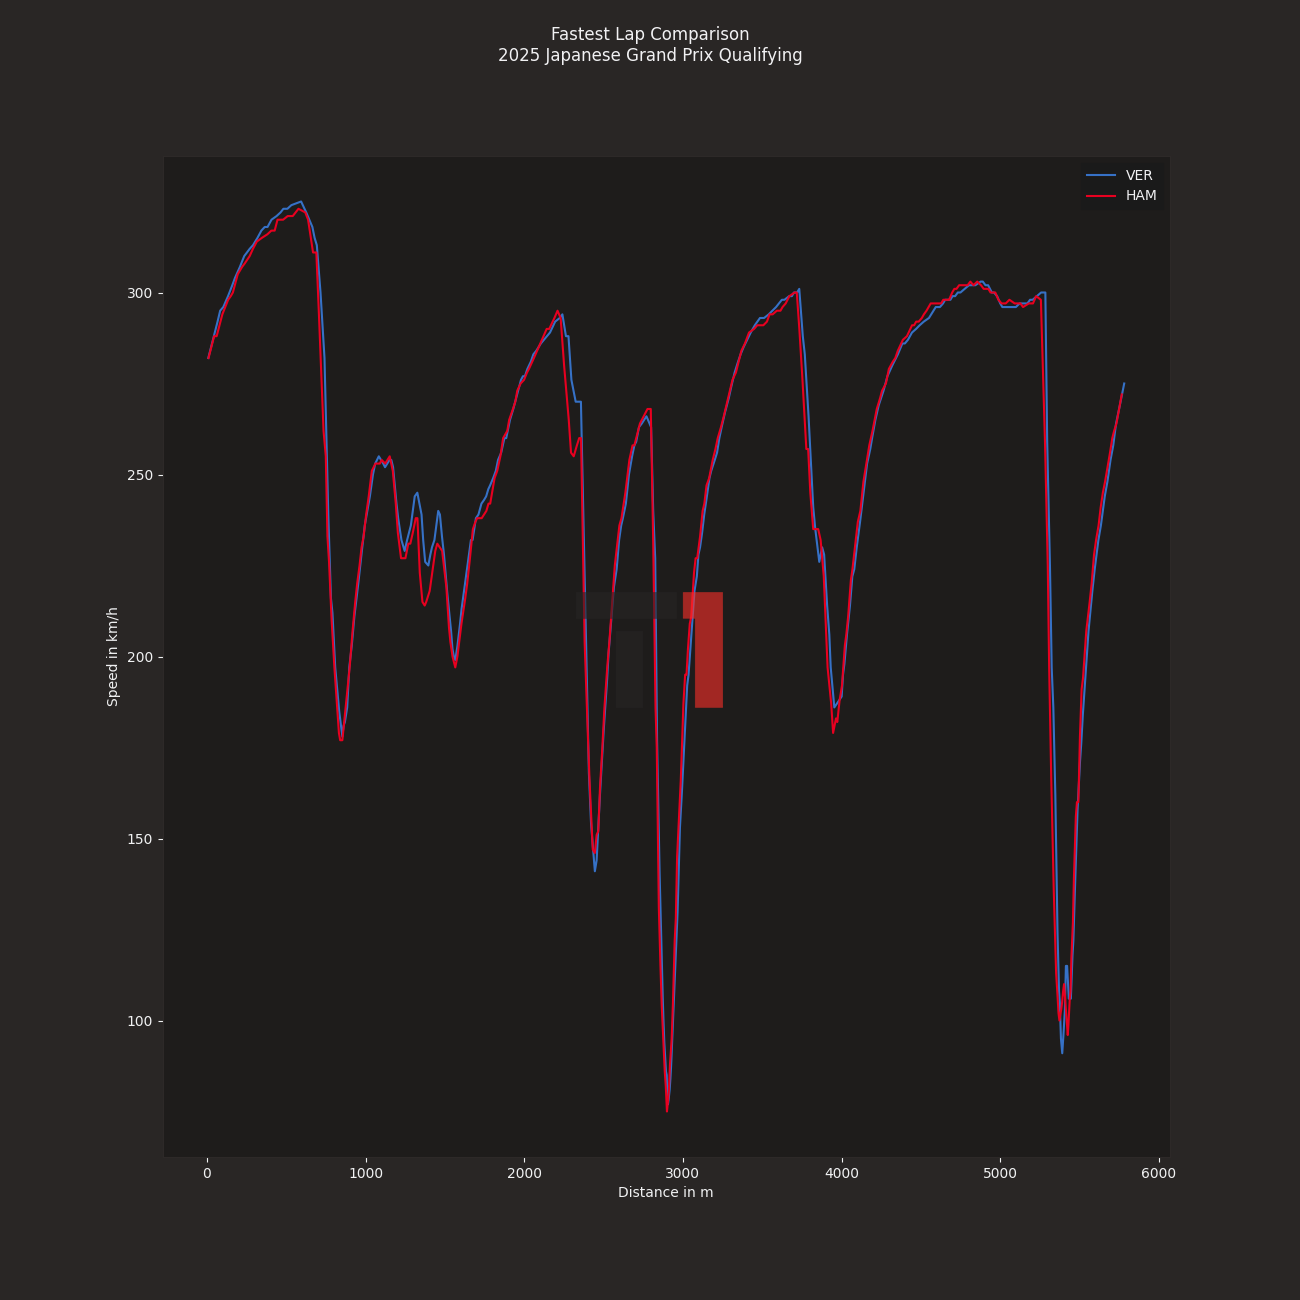 Fastest Lap Comparison
2025 Japanese Grand Prix Qualifying
VER
HAM
300
250
200
150
100
Speed in km/h
0 1000 2000 3000 4000 5000 6000
Distance in m